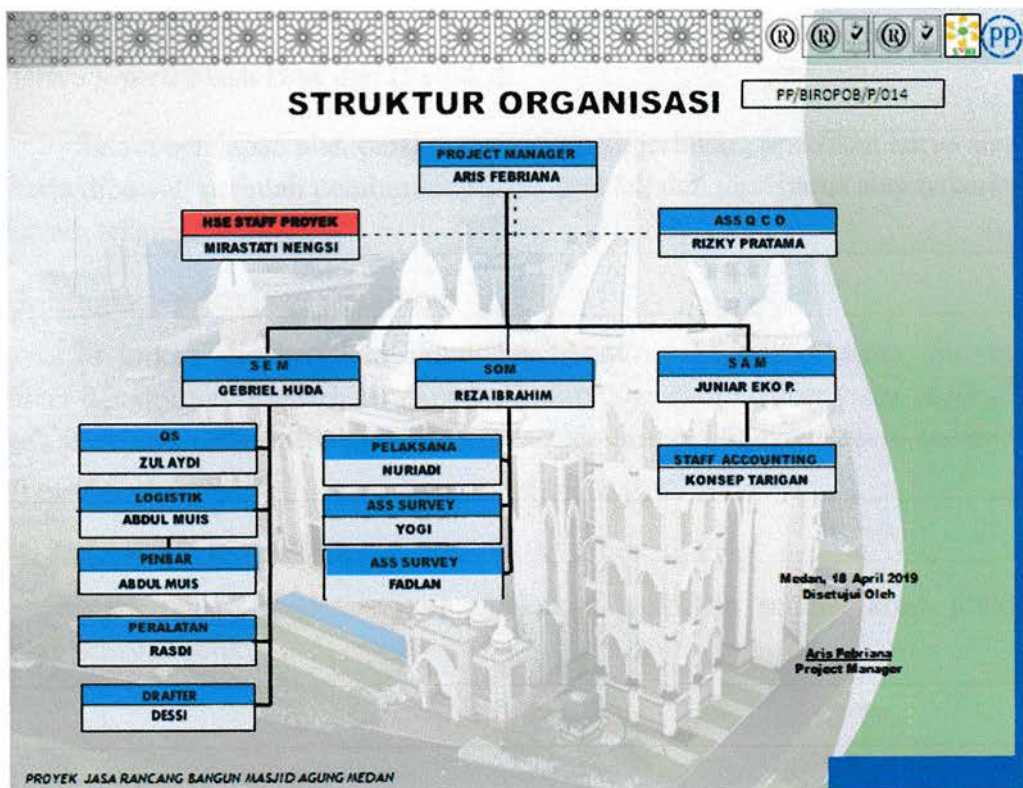 STRUKTUR ORGANISASI
PP/BIROPOB/P/014
PROJECT MANAGER
ARIS FEBRIANA
HSE STAFF PROYEK
MIRASTATI NENGSI
ASS Q C O
RIZKY PRATAMA
S E M
GEBRIEL HUDA
SOM
REZA IBRAHIM
S A M
JUNIAR EKO P.
QS
ZUL AYDI
LOGISTIK
ABDUL MUIS
PENBAR
ABDUL MUIS
PERALATAN
RASDI
DRAFTER
DESSI
PELAKSANA
NURIADI
ASS SURVEY
YOGI
ASS SURVEY
FADLAN
STAFF ACCOUNTING
KONSEP TARIGAN
Medan, 18 April 2019
Disetujui Oleh
Aris Febriana
Project Manager
PROYEK JASA RANCANG BANGUN MASJID AGUNG MEDAN
R
R
R
PP